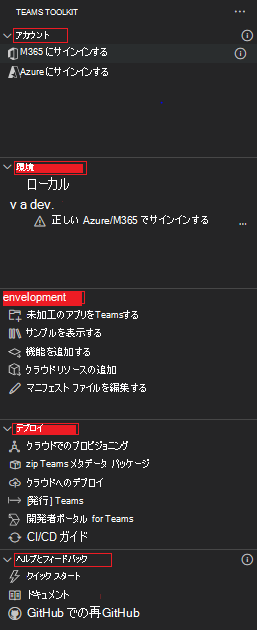 TEAMS TOOLKIT
アカウント
M365 にサインインする
Azureにサインインする
環境
ローカル
v a dev.
正しい Azure/M365 でサインインする
envelopment
未加工のアプリをTeamsする
サンプルを表示する
機能を追加する
クラウドリソースの追加
マニフェスト ファイルを編集する
デプロイ
クラウドでのプロビジョニング
zip Teams メタデータ パッケージ
クラウドへのデプロイ
[発行] Teams
開発者ポータル for Teams
CI/CD ガイド
ヘルプとフィードバック
クイック スタート
ドキュメント
GitHub での再GitHub